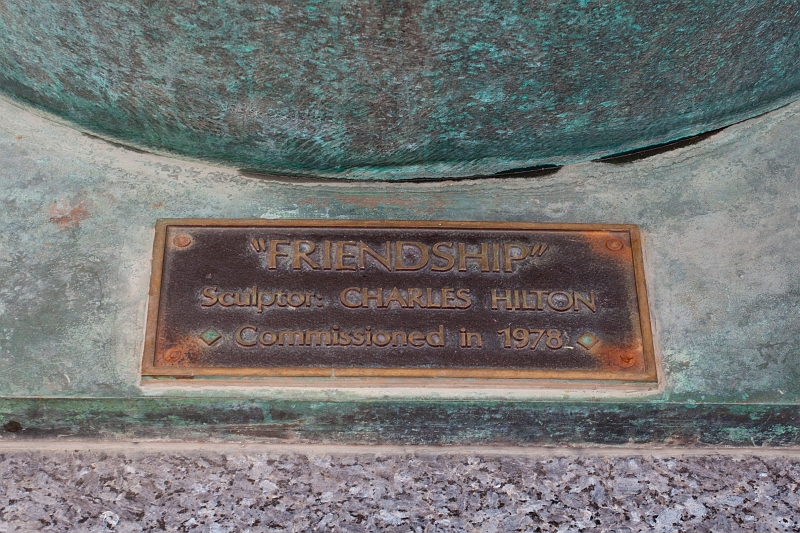 "FRIENDSHIP"
Sculptor: CHARLES HILTON
Commissioned in 1978